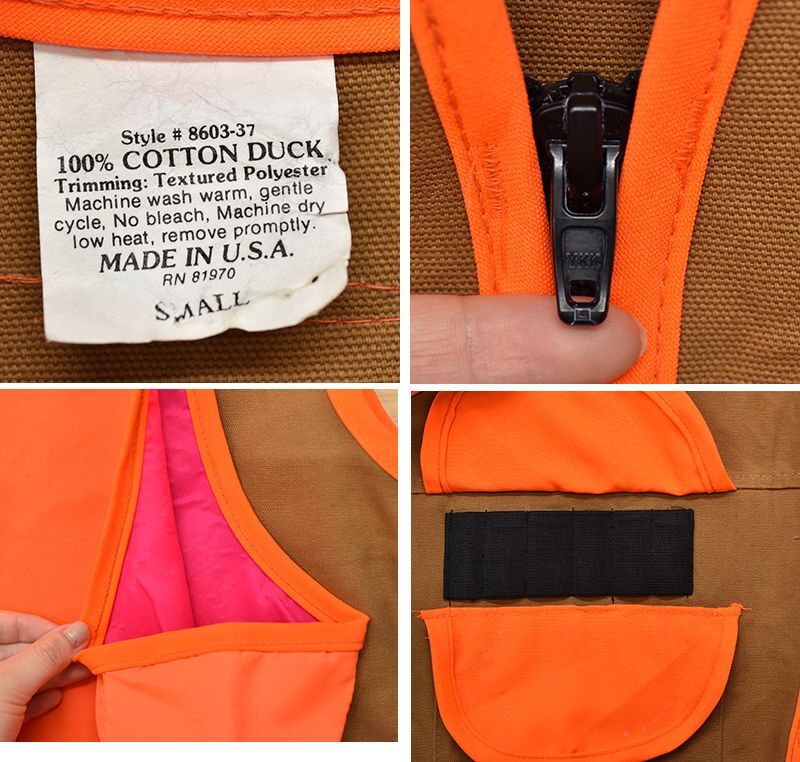 Style # 8603-37
100% COTTON DUCK
Trimming: Textured Polyester
Machine wash warm, gentle
cycle, No bleach, Machine dry
low heat, remove promptly.
MADE IN U.S.A.
RN 81970
SMALL
YKK